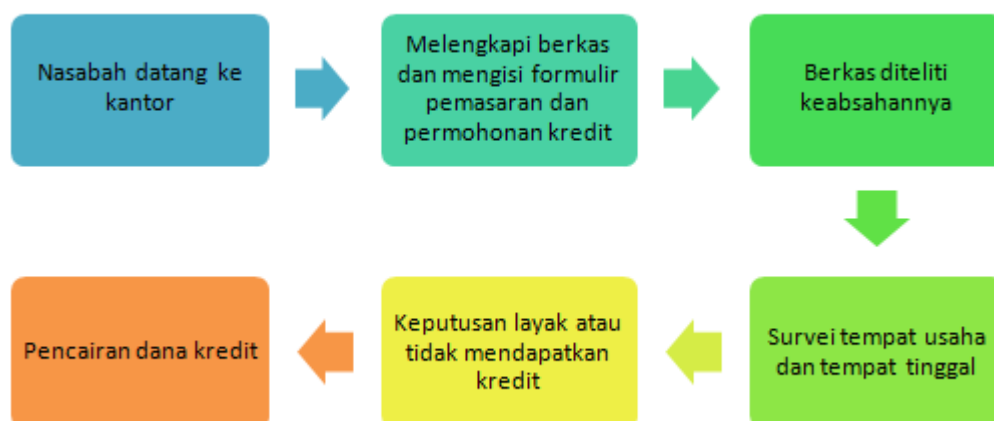 Nasabah datang ke
kantor
Melengkapi berkas
dan mengisi formulir
pemasaran dan
permohonan kredit
Berkas diteliti
keabsahannya
Survei tempat usaha
dan tempat tinggal
Keputusan layak atau
tidak mendapatkan
kredit
Pencairan dana kredit